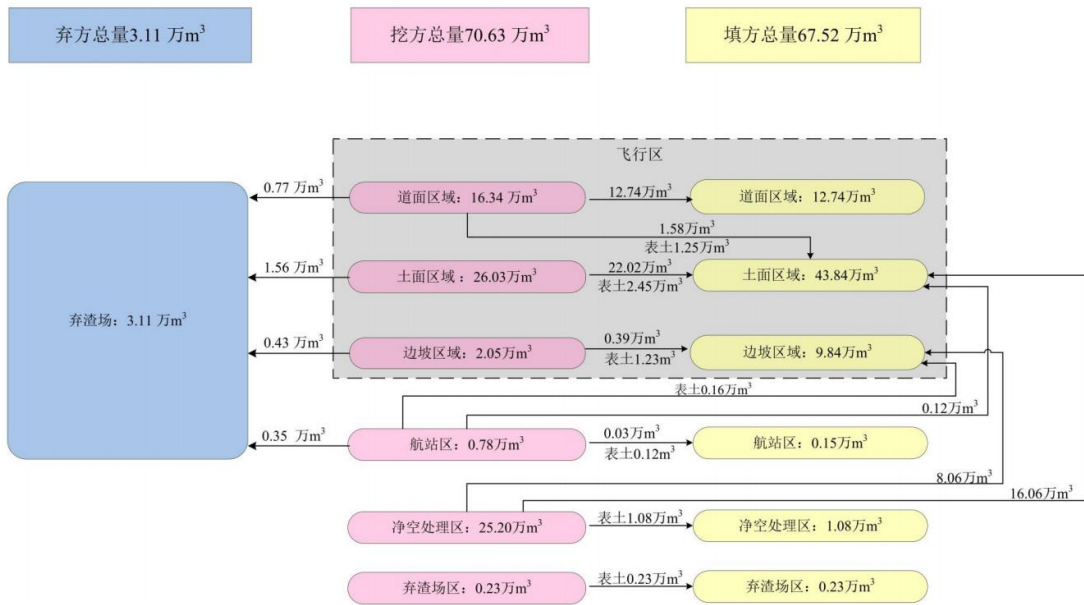 弃方总量3.11 万m³
挖方总量70.63 万m³
填方总量67.52 万m³
飞行区
0.77 万m³
道面区域：16.34 万m³
12.74万m³
道面区域：12.74万m³
1.58万m³
表土1.25万m³
1.56 万m³
土面区域：26.03万m³
22.02万m³
表土2.45万m³
土面区域：43.84万m³
弃渣场：3.11 万m³
0.43 万m³
边坡区域：2.05万m³
0.39万m³
表土1.23m³
边坡区域：9.84万m³
表土0.16万m³
0.12万m³
0.35 万m³
航站区：0.78万m³
0.03万m³
表土0.12m³
航站区：0.15万m³
8.06万m³
16.06万m³
净空处理区：25.20万m³
表土1.08万m³
净空处理区：1.08万m³
弃渣场区：0.23万m³
表土0.23万m³
弃渣场区：0.23万m³